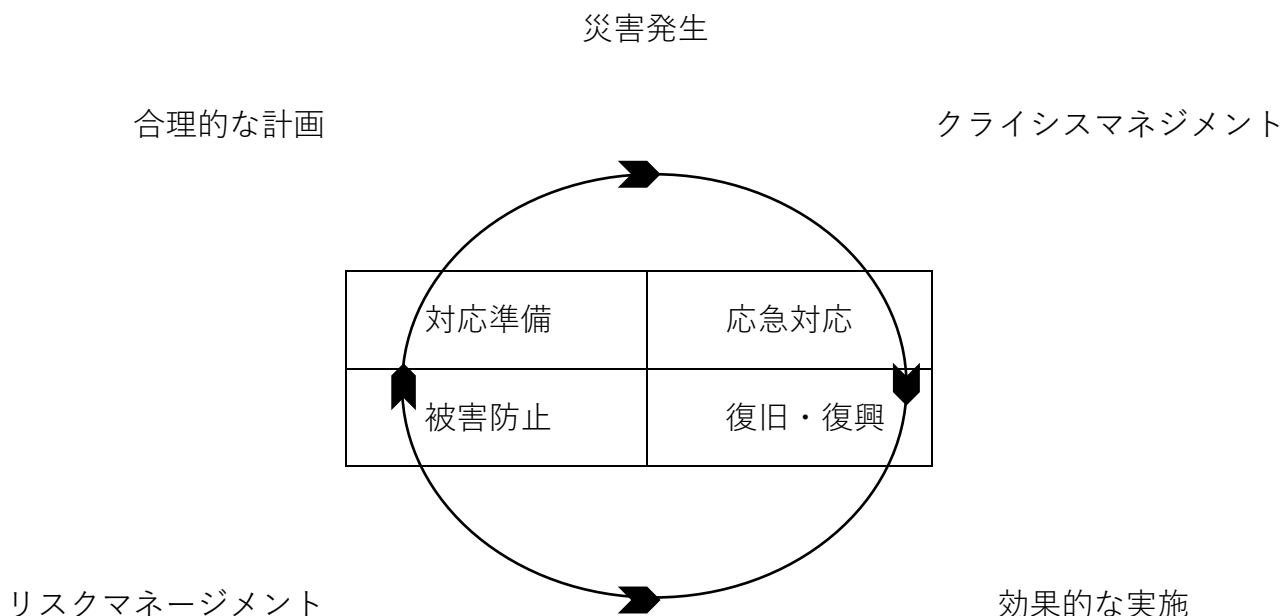 災害発生
合理的な計画
クライシスマネジメント
対応準備
応急対応
被害防止
復旧・復興
リスクマネージメント
効果的な実施